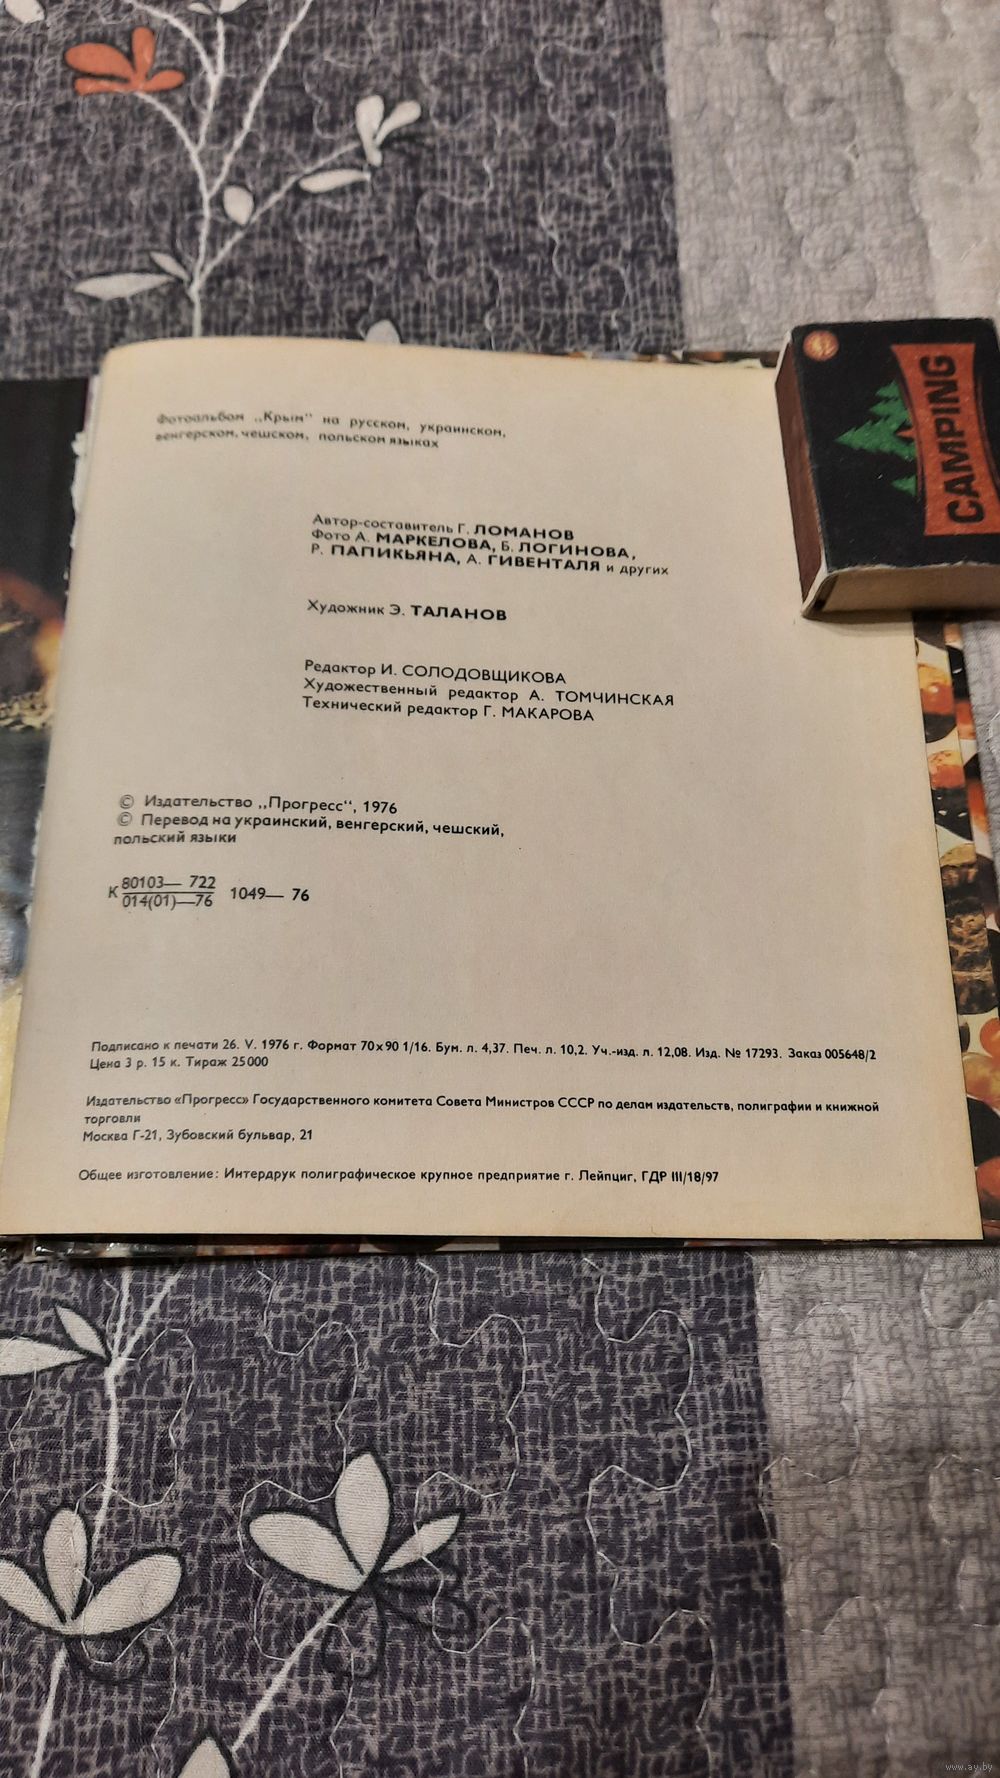 Фотоальбом „Крым“ на русском, украинском,
венгерском, чешском, польском языках
Автор-составитель Г. ЛОМАНОВ
Фото А. МАРКЕЛОВА, Б. ЛОГИНОВА,
Р. ПАПИКЬЯНА, А. ГИВЕНТАЛЯ и других
Художник Э. ТАЛАНОВ
Редактор И. СОЛОДОВЩИКОВА
Художественный редактор А. ТОМЧИНСКАЯ
Технический редактор Г. МАКАРОВА
© Издательство „Прогресс“, 1976
© Перевод на украинский, венгерский, чешский,
польский языки
К 80103— 722
014(01)—76 1049— 76
Подписано к печати 26. V. 1976 г. Формат 70x90 1/16. Бум. л. 4,37. Печ. л. 10,2. Уч.-изд. л. 12,08. Изд. № 17293. Заказ 005648/2
Цена 3 р. 15 к. Тираж 25000
Издательство «Прогресс» Государственного комитета Совета Министров СССР по делам издательств, полиграфии и книжной
торговли
Москва Г-21, Зубовский бульвар, 21
Общее изготовление: Интердрук полиграфическое крупное предприятие г. Лейпциг, ГДР III/18/97
CAMPING
www.ay.by